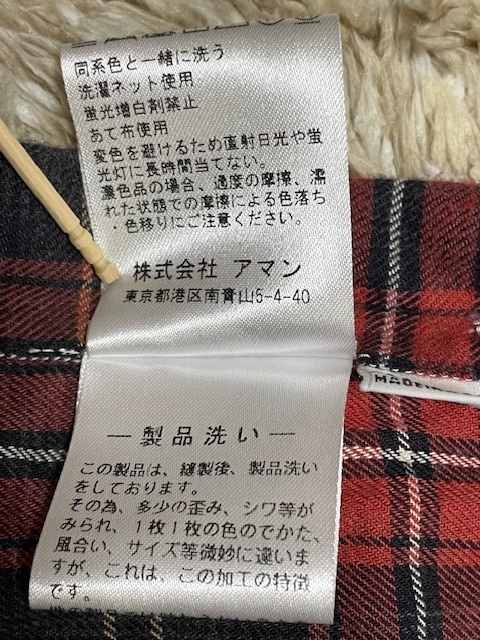 同系色と一緒に洗う
洗濯ネット使用
蛍光増白剤禁止
あて布使用
変色を避けるため直射日光や蛍
光灯に長時間当てない。
濃色品の場合、過度の摩擦、濡
れた状態での摩擦による色落ち
・色移りにご注意ください。
株式会社 アマン
東京都港区南青山5-4-40
MADE
― 製品洗い ―
この製品は、縫製後、製品洗い
をしております。
その為、多少の歪み、シワ等が
みられ、1枚1枚の色のでかた、
風合い、サイズ等微妙に違いま
すが、これは、この加工の特徴
です。